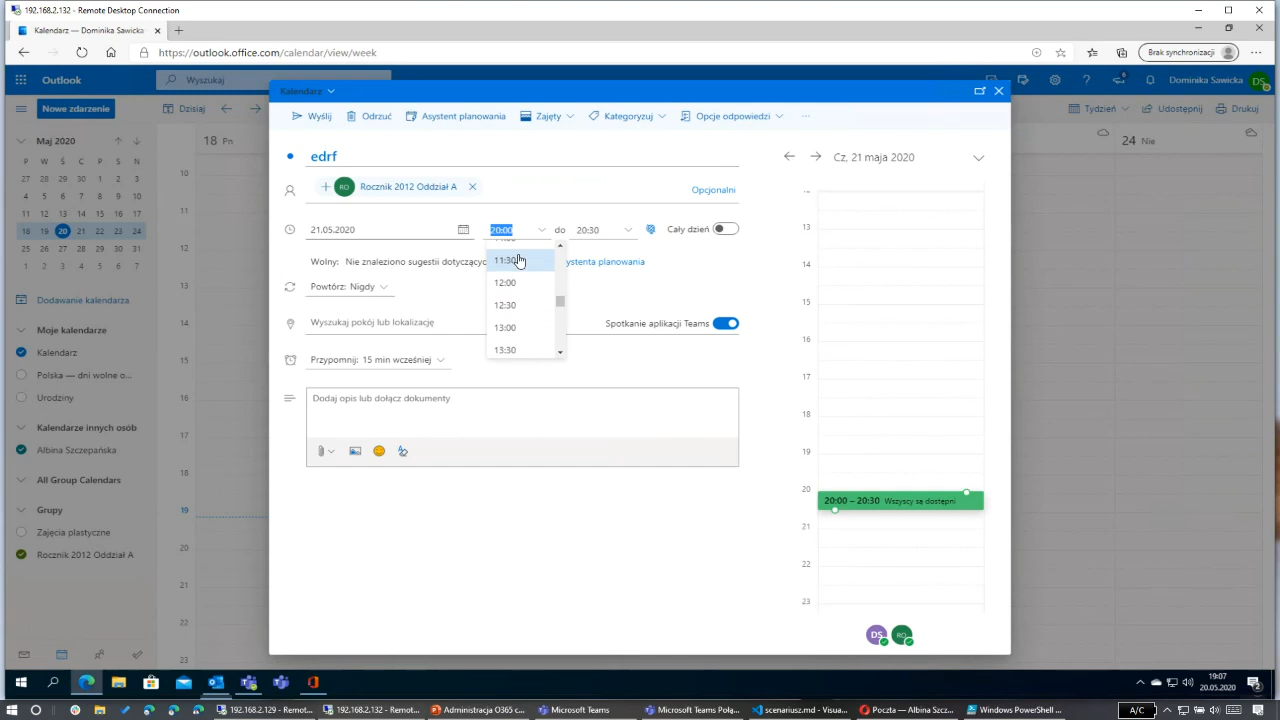 192.168.2.132 - Remote Desktop Connection
Kalendarz — Dominika Sawicka
https://outlook.office.com/calendar/view/week
Brak synchronizacji
Outlook
Wyszukaj
Dominika Sawicka
DS
Nowe zdarzenie
Dzisiaj
Tydzień
Udostępnij
Drukuj
Kalendarz
Wyślij
Odrzuć
Asystent planowania
Zajęty
Kategoryzuj
Opcje odpowiedzi
Maj 2020
18 Pn
24 Nie
P W Ś C P S N
27 28 29 30 1 2 3
4 5 6 7 8 9 10
11 12 13 14 15 16 17
18 19 20 21 22 23 24
25 26 27 28 29 30 31
1 2 3 4 5 6 7
Dodawanie kalendarza
Moje kalendarze
Kalendarz
Polska — dni wolne o...
Urodziny
Kalendarze innych osób
Albina Szczepańska
All Group Calendars
Grupy
Zajęcia plastyczne
Rocznik 2012 Oddział A
10
11
12
13
14
15
16
17
18
19
20
21
22
23
edrf
RO Rocznik 2012 Oddział A
Opcjonalni
21.05.2020
20:00
do
20:30
Cały dzień
Wolny: Nie znaleziono sugestii dotyczący
ystenta planowania
11:30
12:00
12:30
13:00
13:30
Powtórz: Nigdy
Wyszukaj pokój lub lokalizację
Spotkanie aplikacji Teams
Przypomnij: 15 min wcześniej
Dodaj opis lub dołącz dokumenty
Cz, 21 maja 2020
13
14
15
16
17
18
19
20
20:00 – 20:30 Wszyscy są dostępni
21
22
23
DS
RO
19:07
20.05.2020
2
192.168.2.129 - Remot...
192.168.2.132 - Remot...
Administracja O365 c...
Microsoft Teams
Microsoft Teams Połą...
scenariusz.md - Visua...
Poczta — Albina Szc...
Windows PowerShell ...
A/C